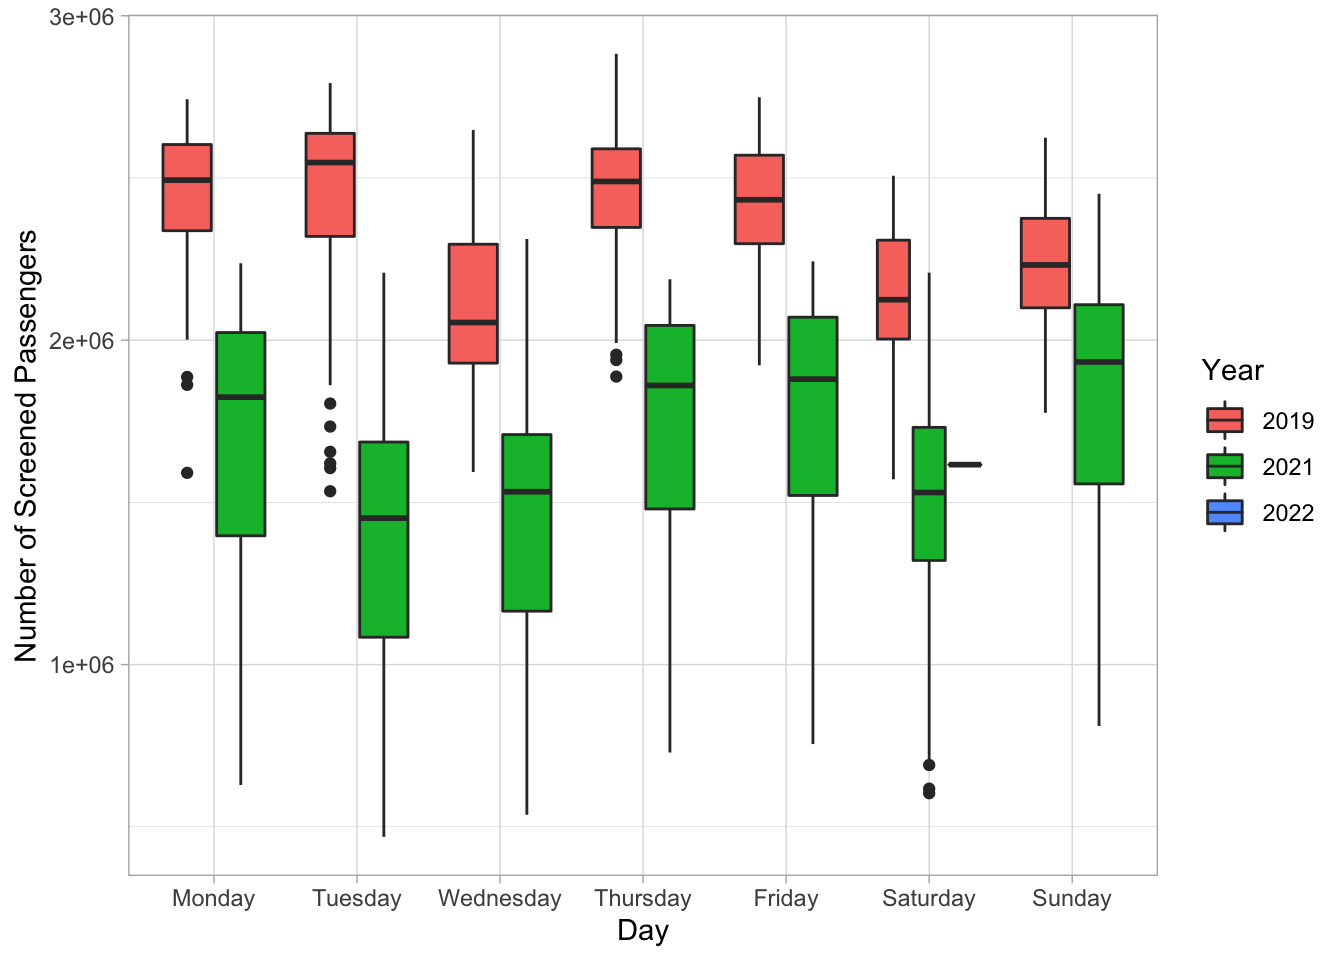 Number of Screened Passengers
3e+06
2e+06
1e+06
Monday Tuesday Wednesday Thursday Friday Saturday Sunday
Day
Year
2019
2021
2022